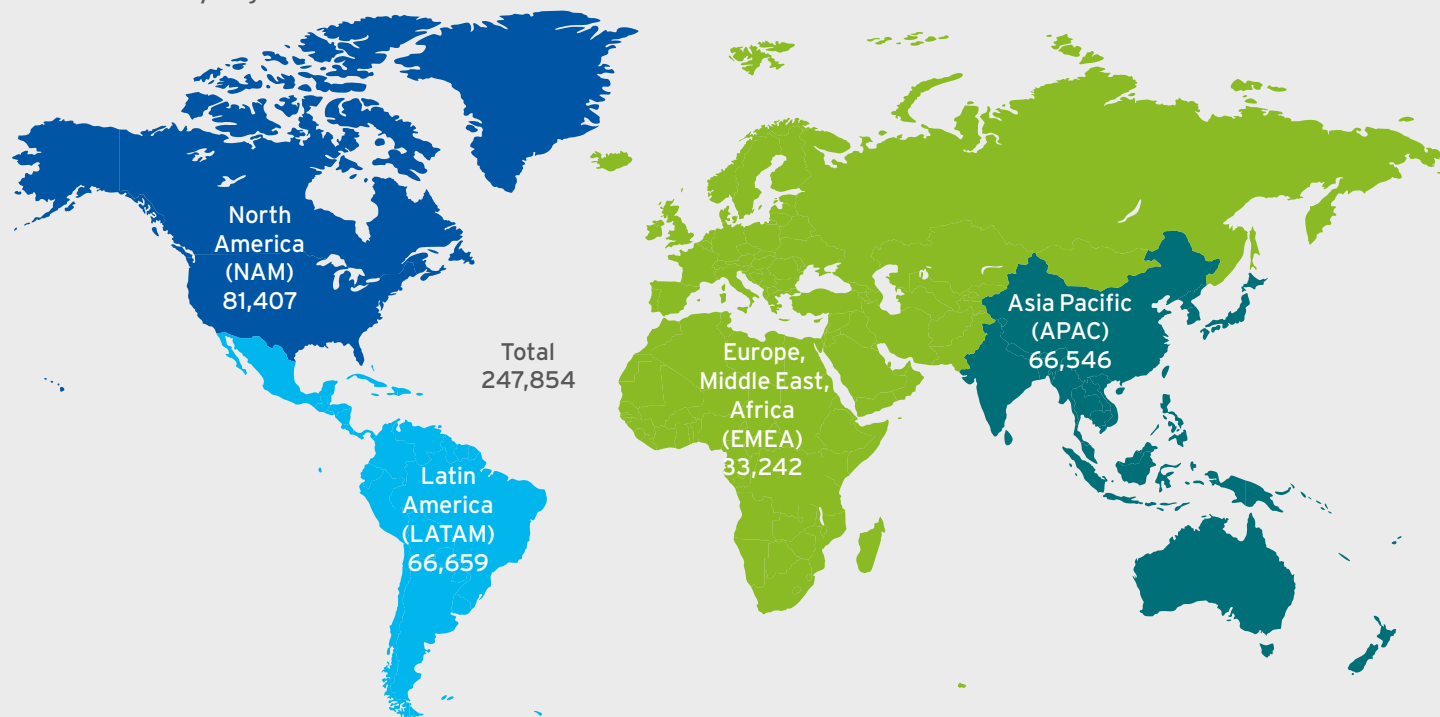 North
America
(NAM)
81,407
Total
247,854
Latin
America
(LATAM)
66,659
Europe,
Middle East,
Africa
(EMEA)
33,242
Asia Pacific
(APAC)
66,546